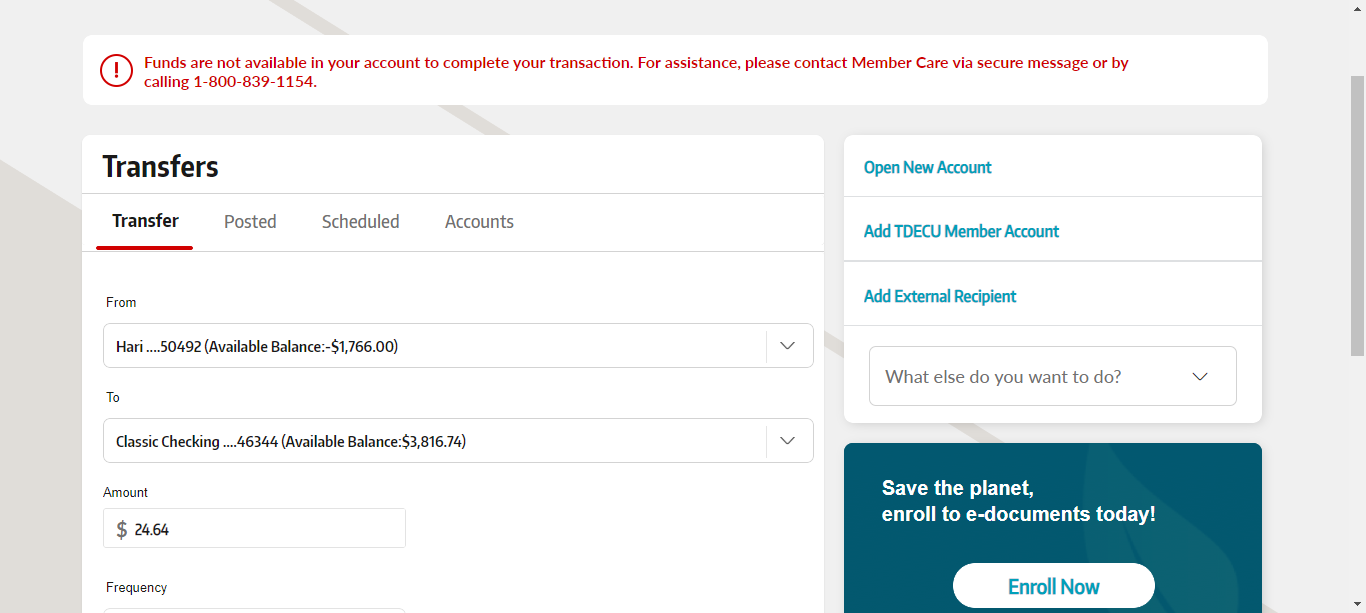 Funds are not available in your account to complete your transaction. For assistance, please contact Member Care via secure message or by
calling 1-800-839-1154.
Transfers
Transfer
Posted
Scheduled
Accounts
From
Hari ....50492 (Available Balance:-$1,766.00)
To
Classic Checking ....46344 (Available Balance:$3,816.74)
Amount
$ 24.64
Frequency
Open New Account
Add TDECU Member Account
Add External Recipient
What else do you want to do?
Save the planet,
enroll to e-documents today!
Enroll Now